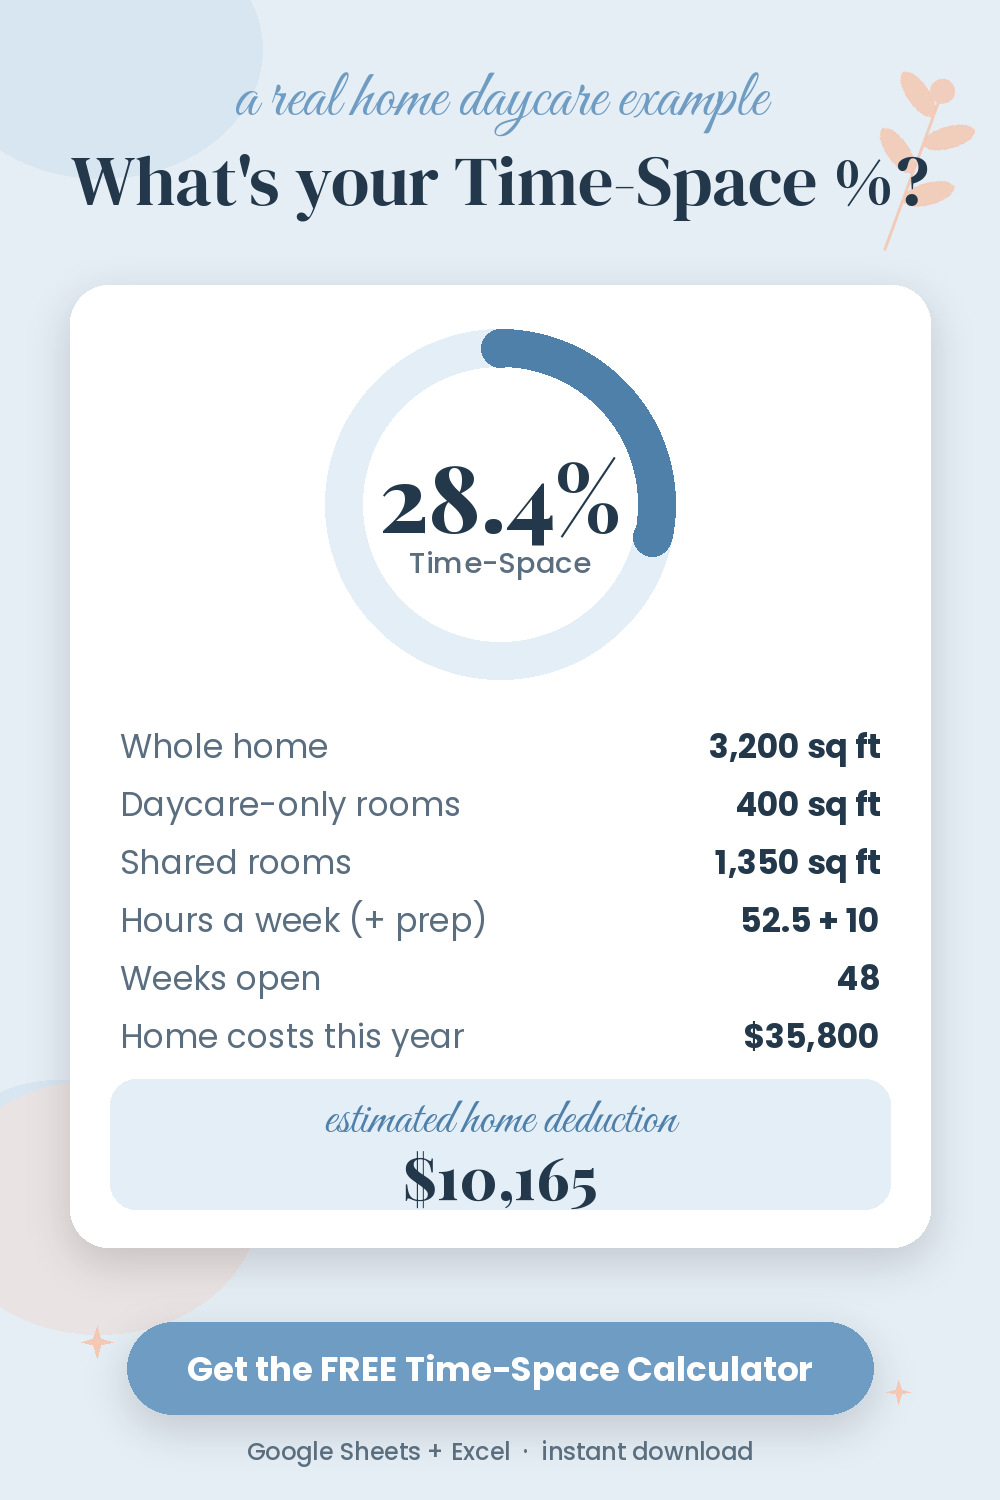 a real home daycare example
What's your Time-Space %?
28.4%
Time-Space
Whole home 3,200 sq ft
Daycare-only rooms 400 sq ft
Shared rooms 1,350 sq ft
Hours a week (+ prep) 52.5 + 10
Weeks open 48
Home costs this year $35,800
estimated home deduction
$10,165
Get the FREE Time-Space Calculator
Google Sheets + Excel · instant download